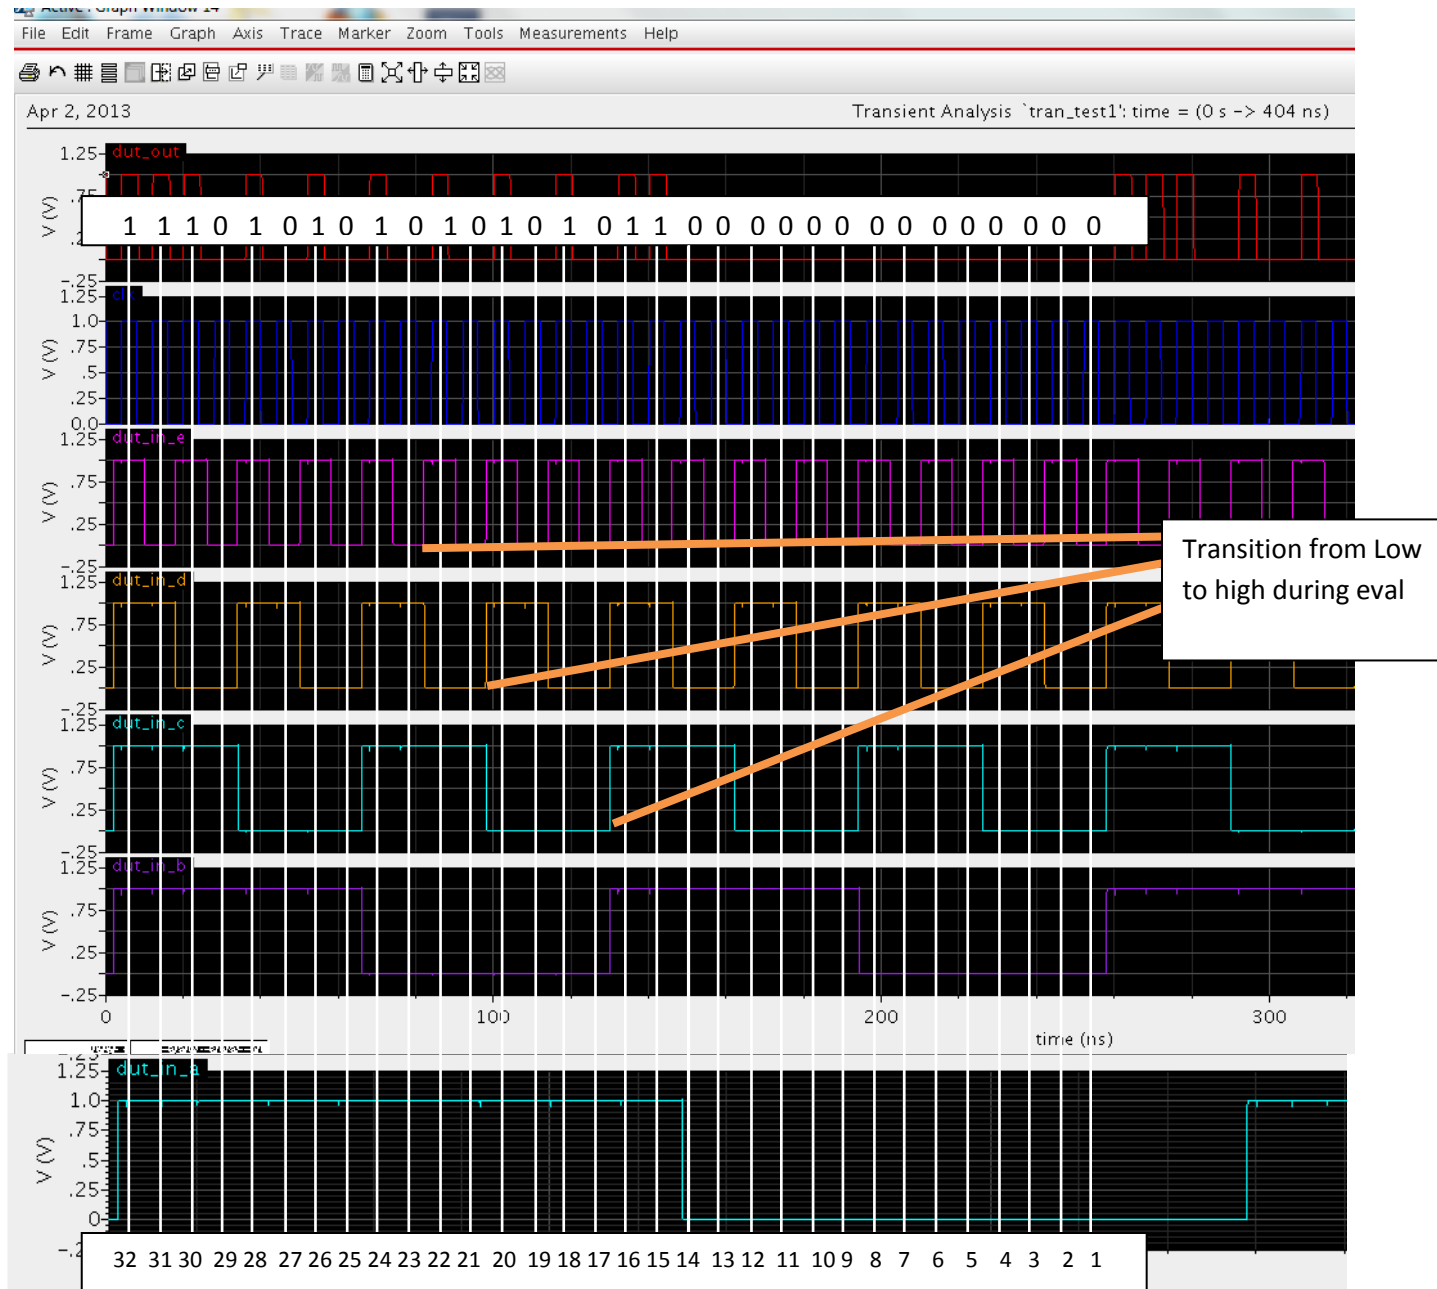 Active : Graph Window 14
File Edit Frame Graph Axis Trace Marker Zoom Tools Measurements Help
Apr 2, 2013
Transient Analysis `tran_test1': time = (0 s -> 404 ns)
1.25
dut_out
.75
V (V)
1 1 1 0 1 0 1 0 1 0 1 0 1 0 1 0 1 1 0 0 0 0 0 0 0 0 0 0 0 0 0 0
-.25
1.25
clk
1.0
.75
V (V)
.5
.25
0.0
1.25
dut_in_e
.75
V (V)
.25
-.25
Transition from Low
to high during eval
1.25
dut_in_d
.75
V (V)
.25
-.25
1.25
dut_in_c
.75
V (V)
.25
-.25
1.25
dut_in_b
.75
V (V)
.25
-.25
0 100 200 300
time (ns)
1.25
dut_in_a
1.0
.75
V (V)
.5
.25
0
32 31 30 29 28 27 26 25 24 23 22 21 20 19 18 17 16 15 14 13 12 11 10 9 8 7 6 5 4 3 2 1